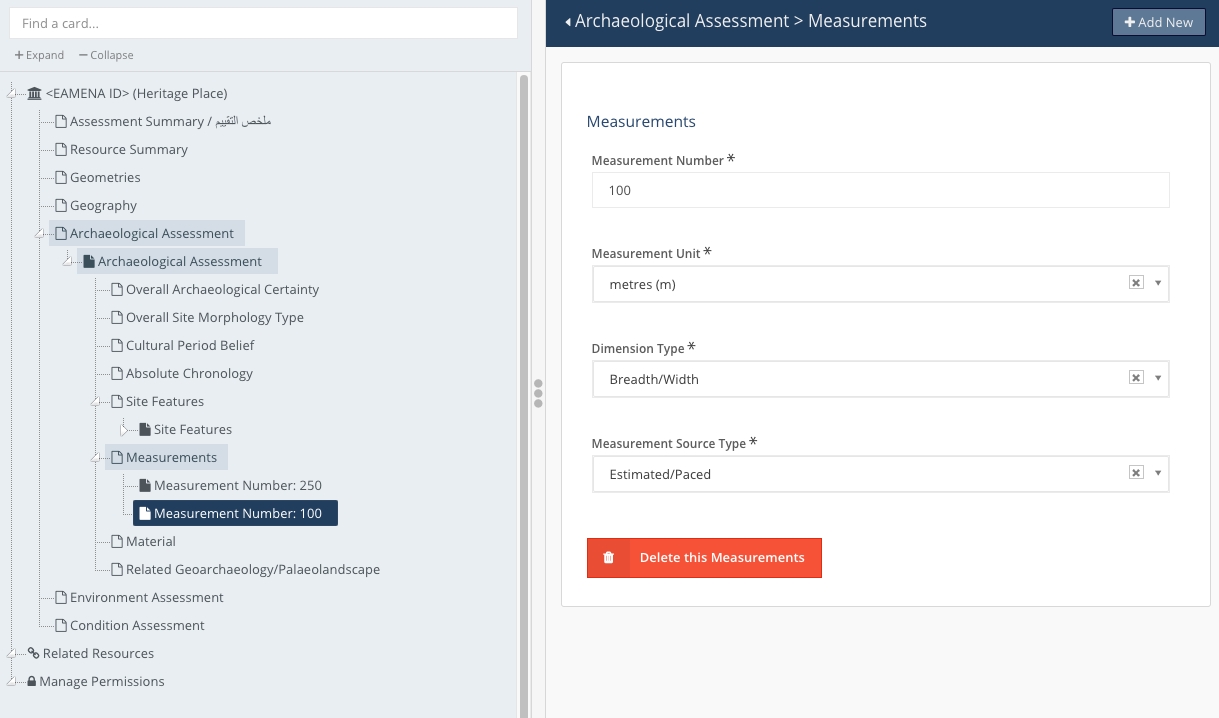 Find a card...
Expand Collapse
<EAMENA ID> (Heritage Place)
Assessment Summary / ملخص التقييم
Resource Summary
Geometries
Geography
Archaeological Assessment
Archaeological Assessment
Overall Archaeological Certainty
Overall Site Morphology Type
Cultural Period Belief
Absolute Chronology
Site Features
Site Features
Measurements
Measurement Number: 250
Measurement Number: 100
Material
Related Geoarchaeology/Palaeolandscape
Environment Assessment
Condition Assessment
Related Resources
Manage Permissions
Archaeological Assessment > Measurements
Add New
Measurements
Measurement Number *
100
Measurement Unit *
metres (m)
Dimension Type *
Breadth/Width
Measurement Source Type *
Estimated/Paced
Delete this Measurements